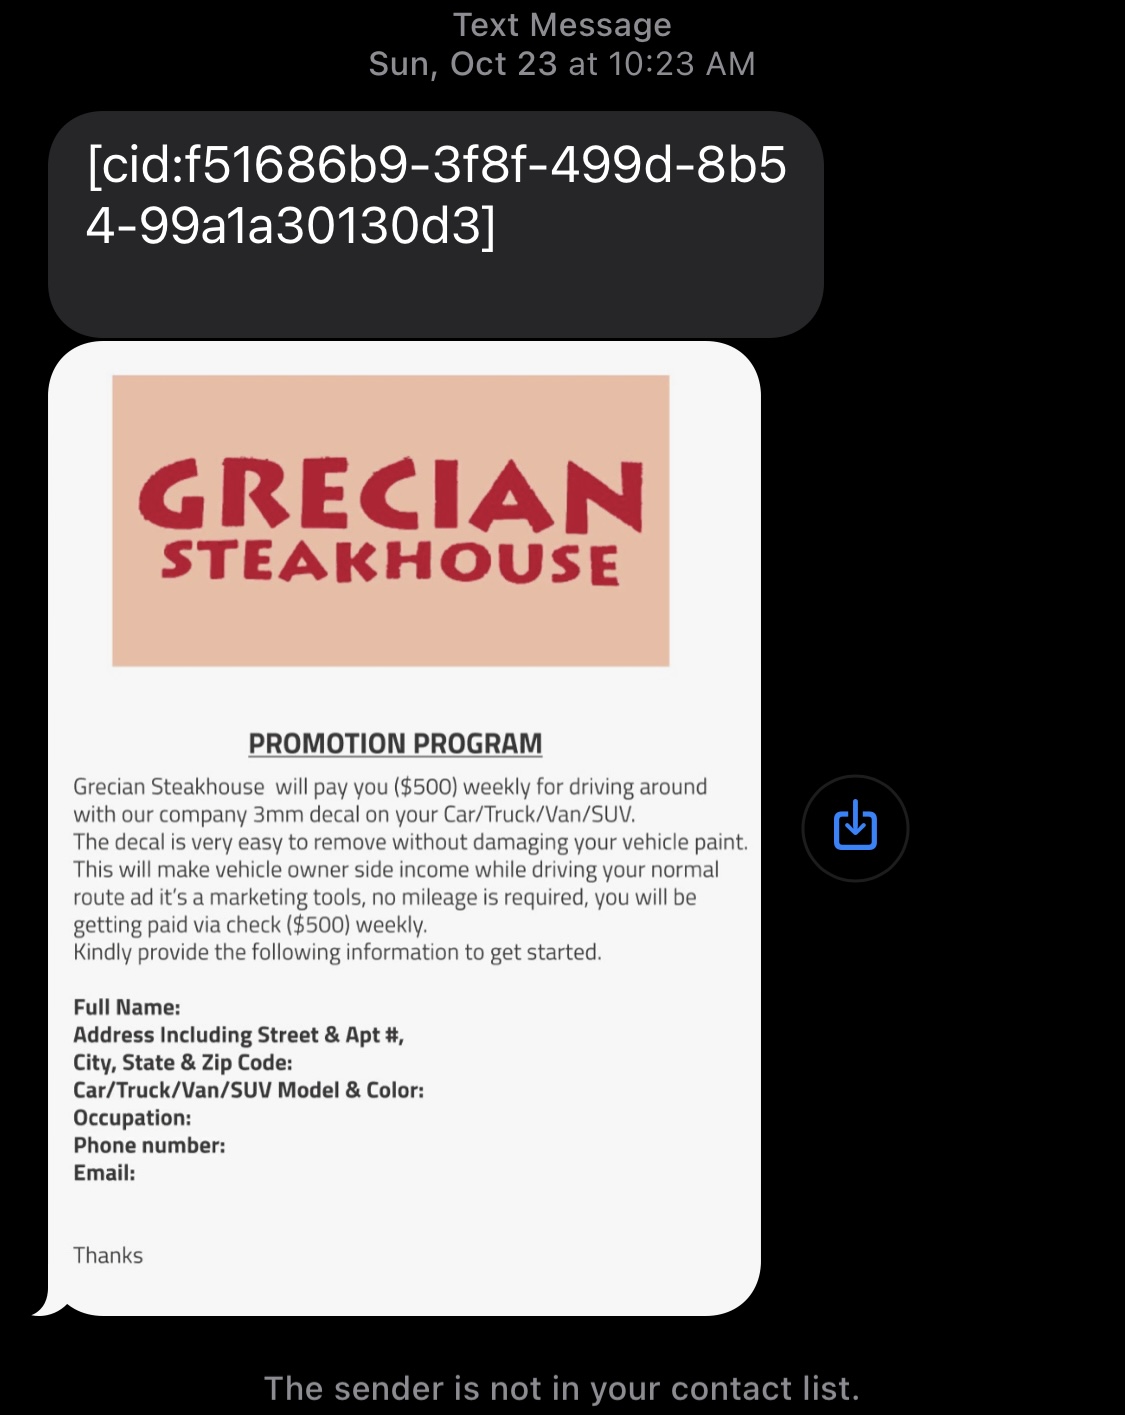 Text Message
Sun, Oct 23 at 10:23 AM
[cid:f51686b9-3f8f-499d-8b5
4-99a1a30130d3]
GRECIAN
STEAKHOUSE
PROMOTION PROGRAM
Grecian Steakhouse will pay you ($500) weekly for driving around
with our company 3mm decal on your Car/Truck/Van/SUV.
The decal is very easy to remove without damaging your vehicle paint.
This will make vehicle owner side income while driving your normal
route ad it's a marketing tools, no mileage is required, you will be
getting paid via check ($500) weekly.
Kindly provide the following information to get started.
Full Name:
Address Including Street & Apt #,
City, State & Zip Code:
Car/Truck/Van/SUV Model & Color:
Occupation:
Phone number:
Email:
Thanks
The sender is not in your contact list.